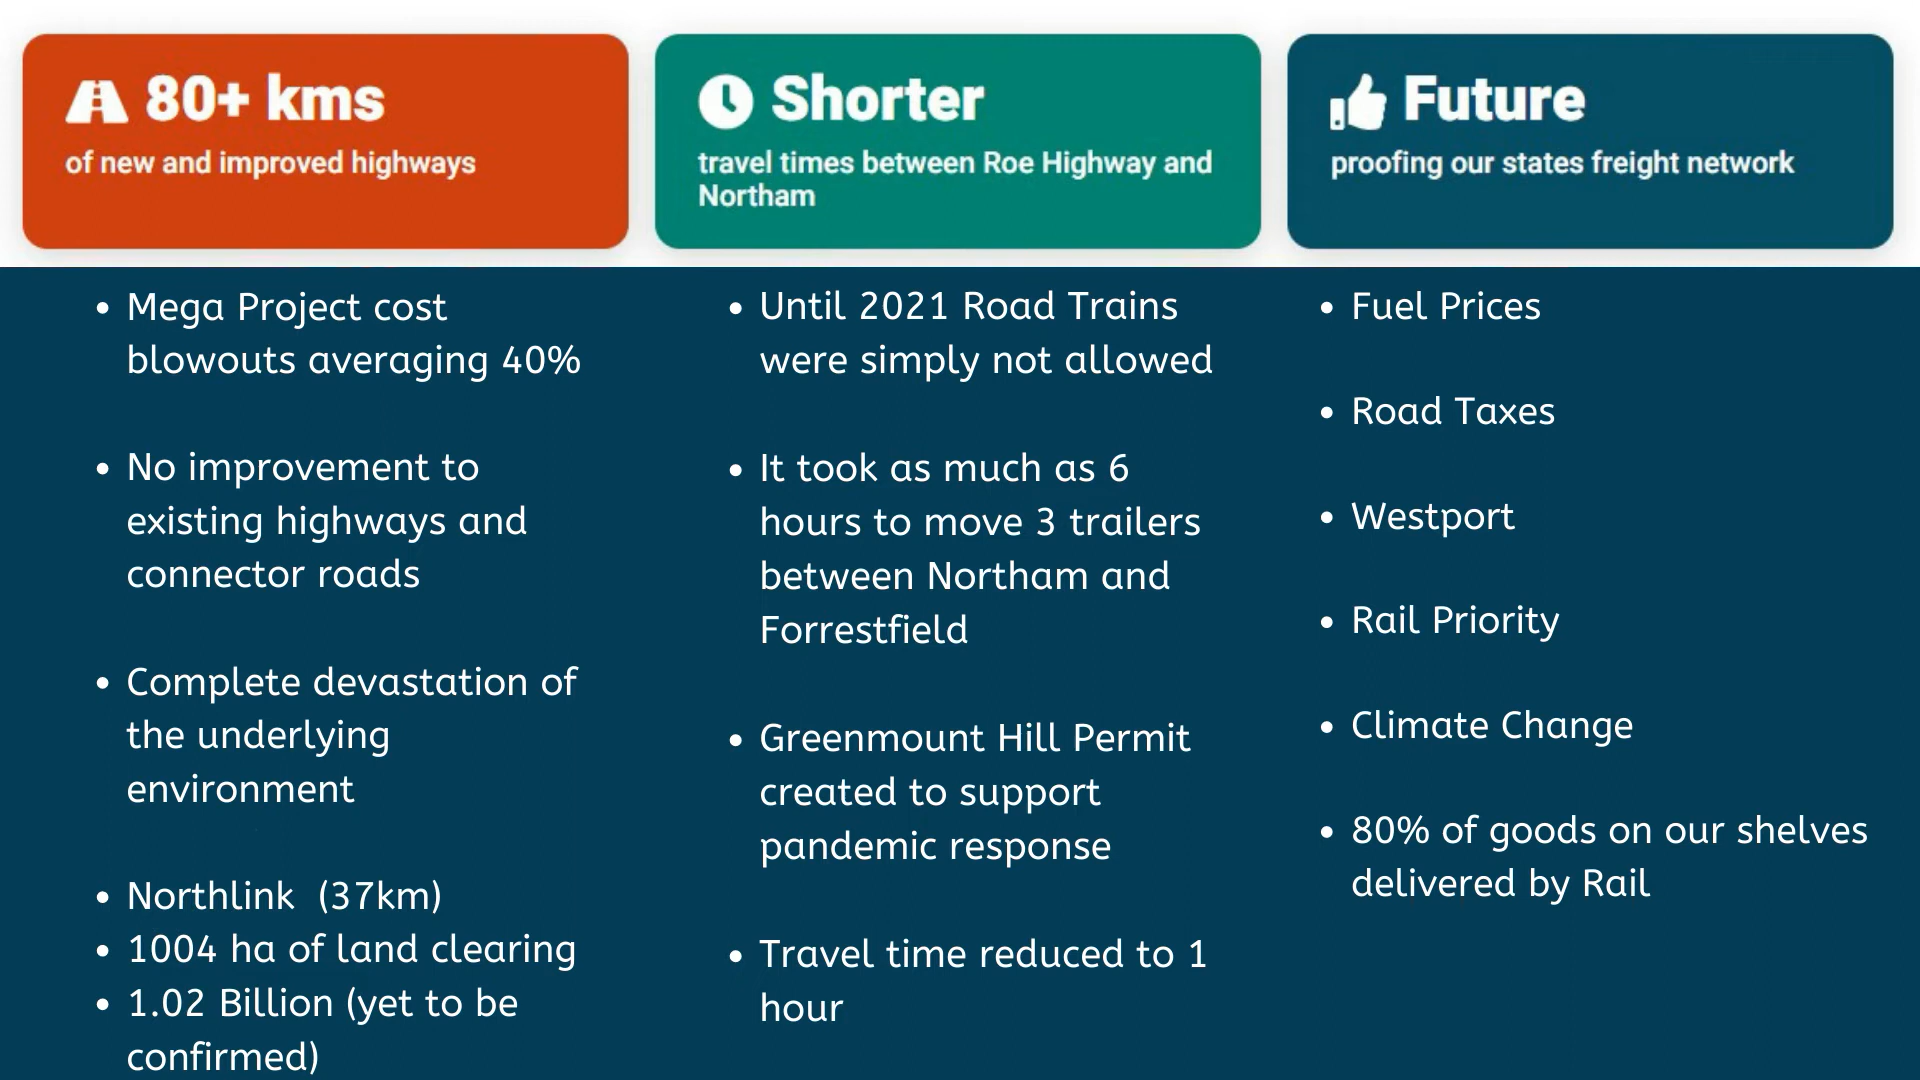 80+ kms
of new and improved highways
Shorter
travel times between Roe Highway and
Northam
Future
proofing our states freight network
• Mega Project cost
blowouts averaging 40%
• No improvement to
existing highways and
connector roads
• Complete devastation of
the underlying
environment
• Northlink (37km)
• 1004 ha of land clearing
• 1.02 Billion (yet to be
confirmed)
• Until 2021 Road Trains
were simply not allowed
• It took as much as 6
hours to move 3 trailers
between Northam and
Forrestfield
• Greenmount Hill Permit
created to support
pandemic response
• Travel time reduced to 1
hour
• Fuel Prices
• Road Taxes
• Westport
• Rail Priority
• Climate Change
• 80% of goods on our shelves
delivered by Rail